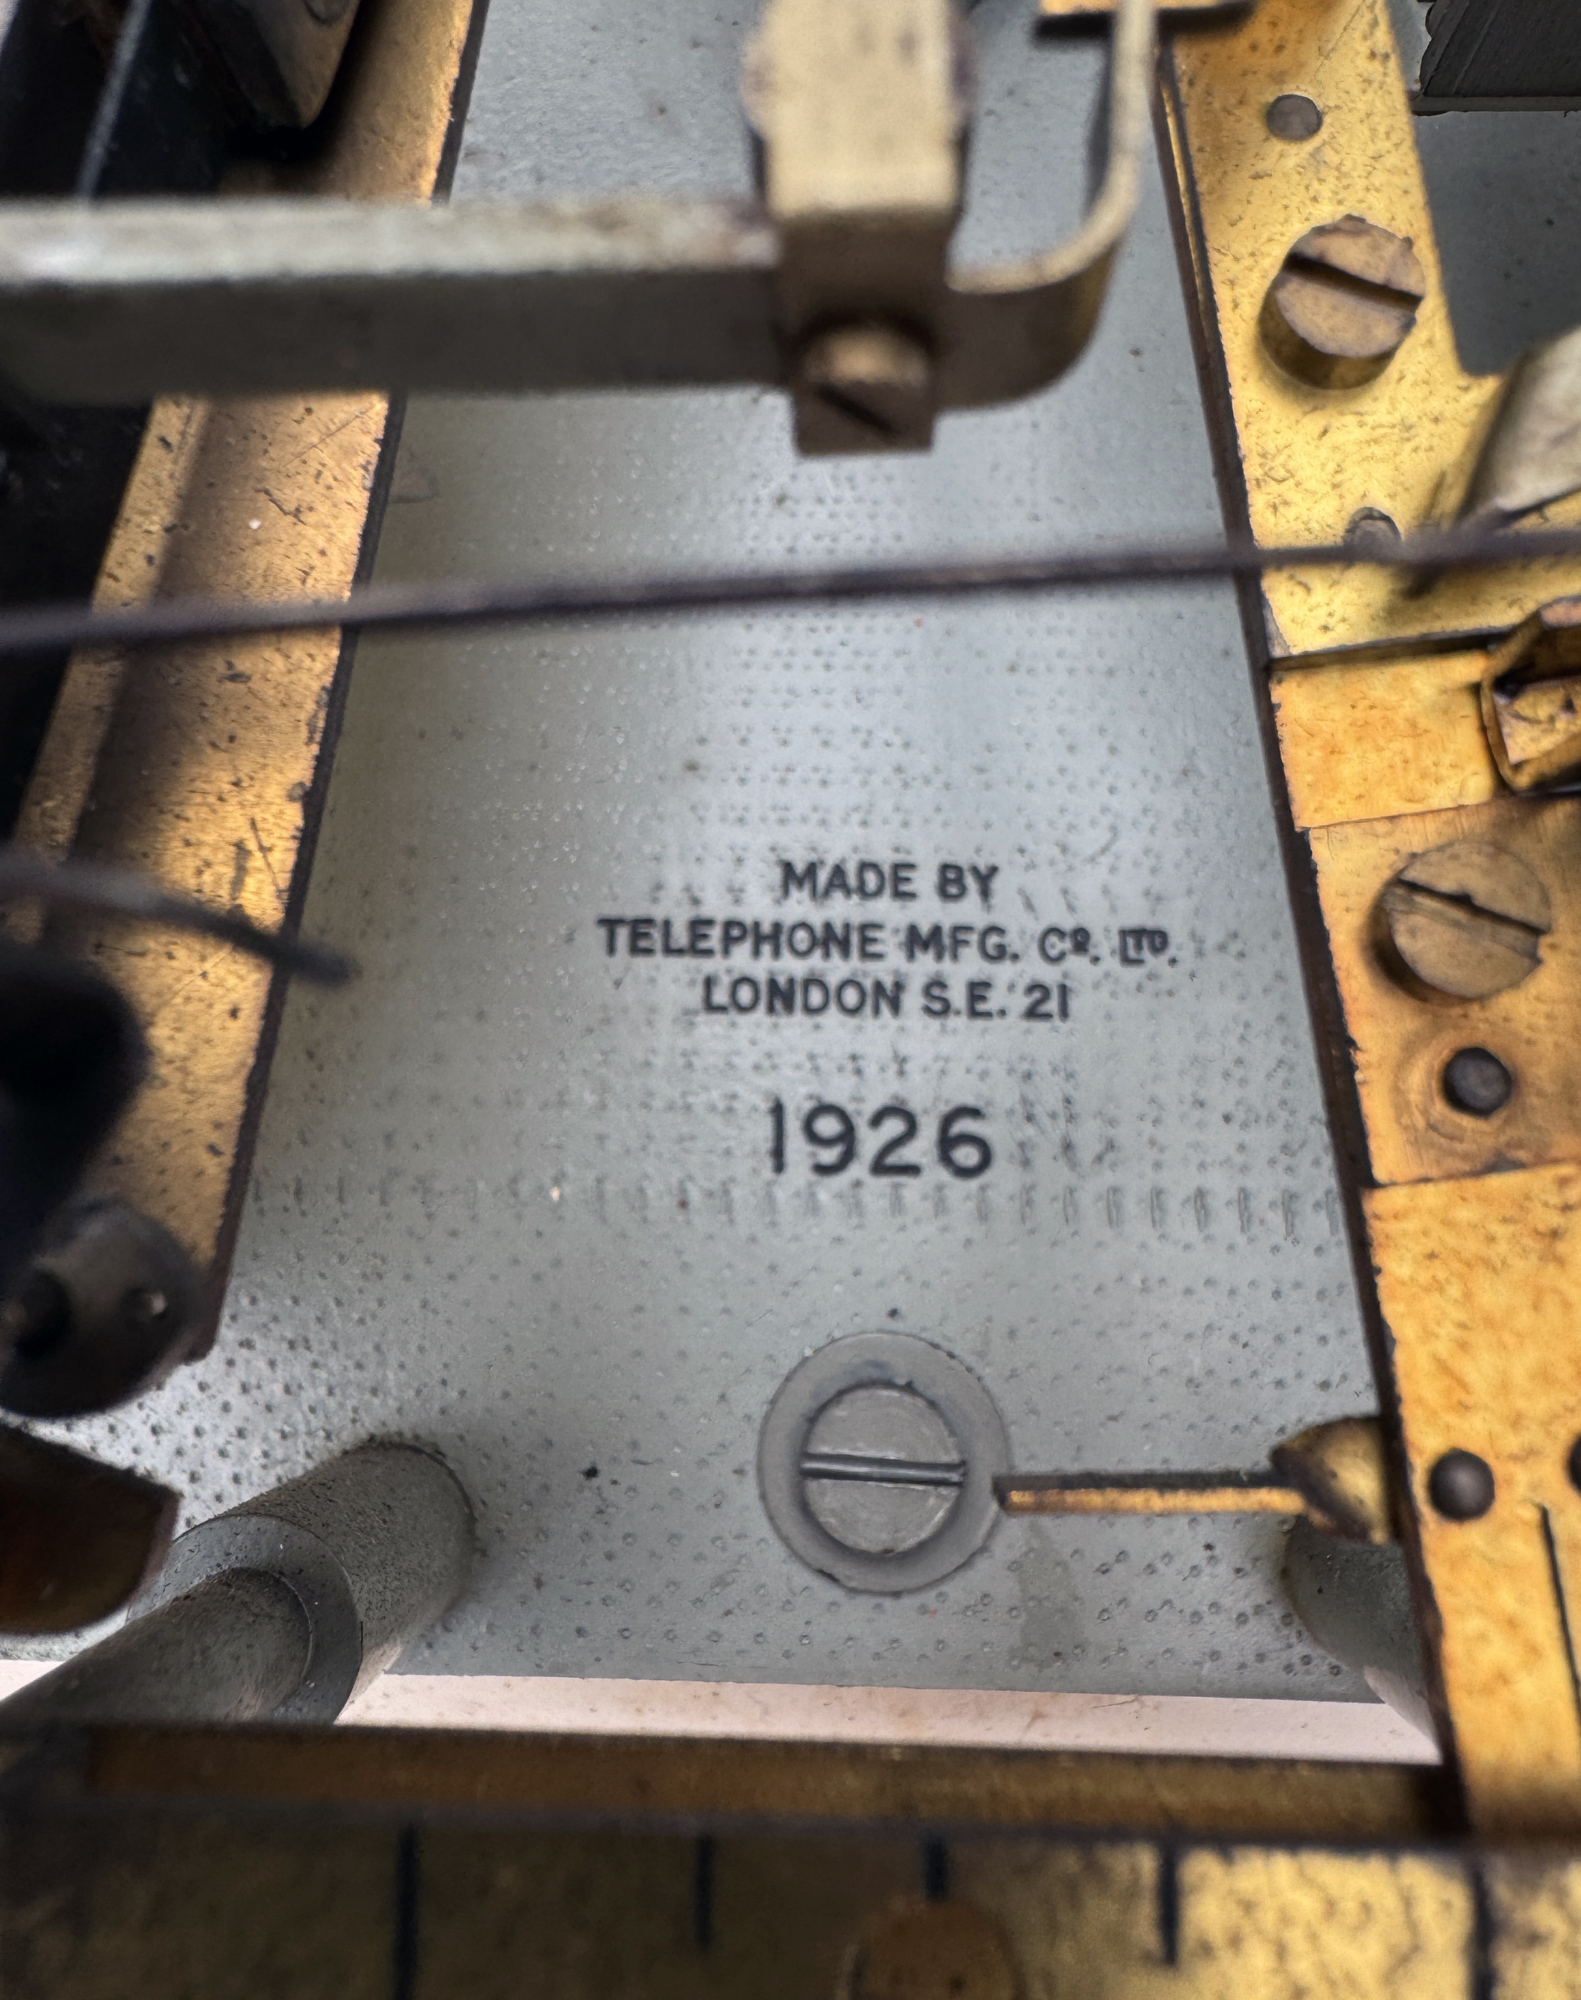 MADE BY
TELEPHONE MFG. Cº. LTD.
LONDON S.E. 21
1926